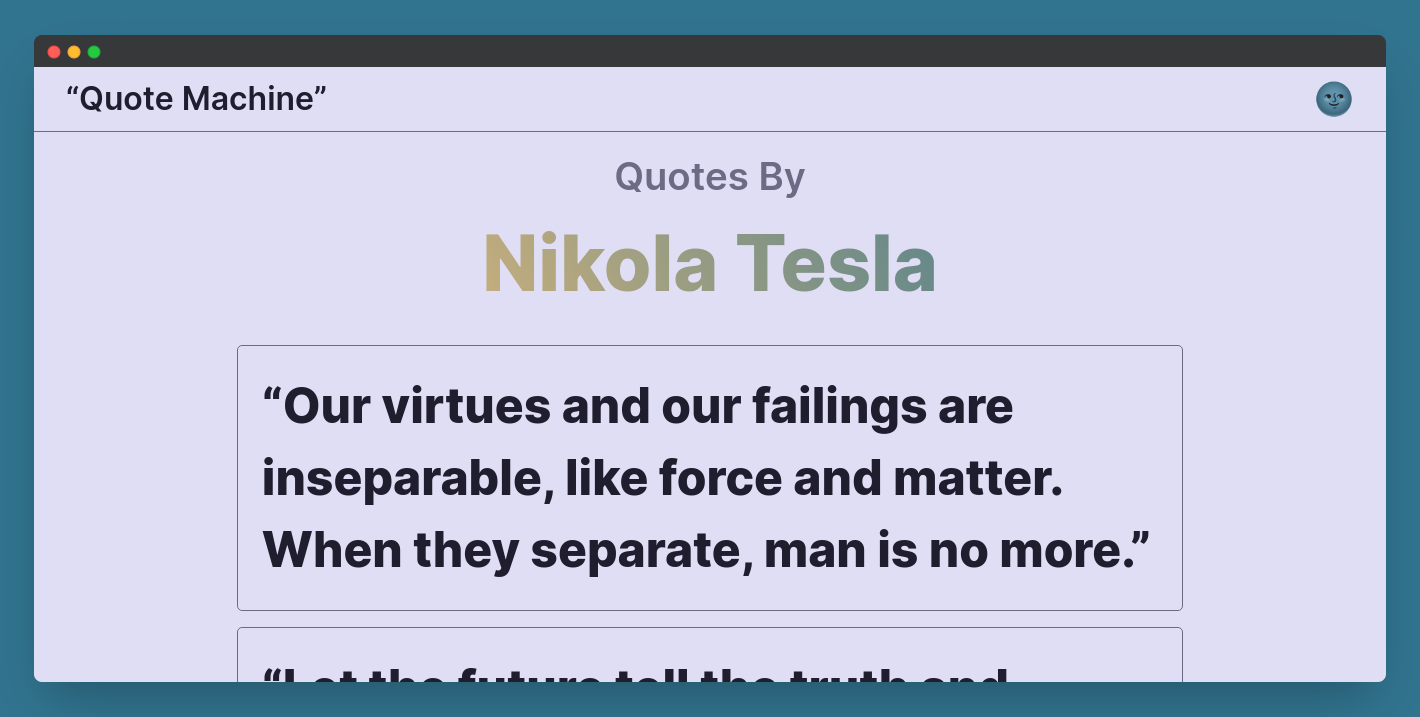 “Quote Machine”
Quotes By
Nikola Tesla
“Our virtues and our failings are
inseparable, like force and matter.
When they separate, man is no more.”
“Let the future tell the truth and